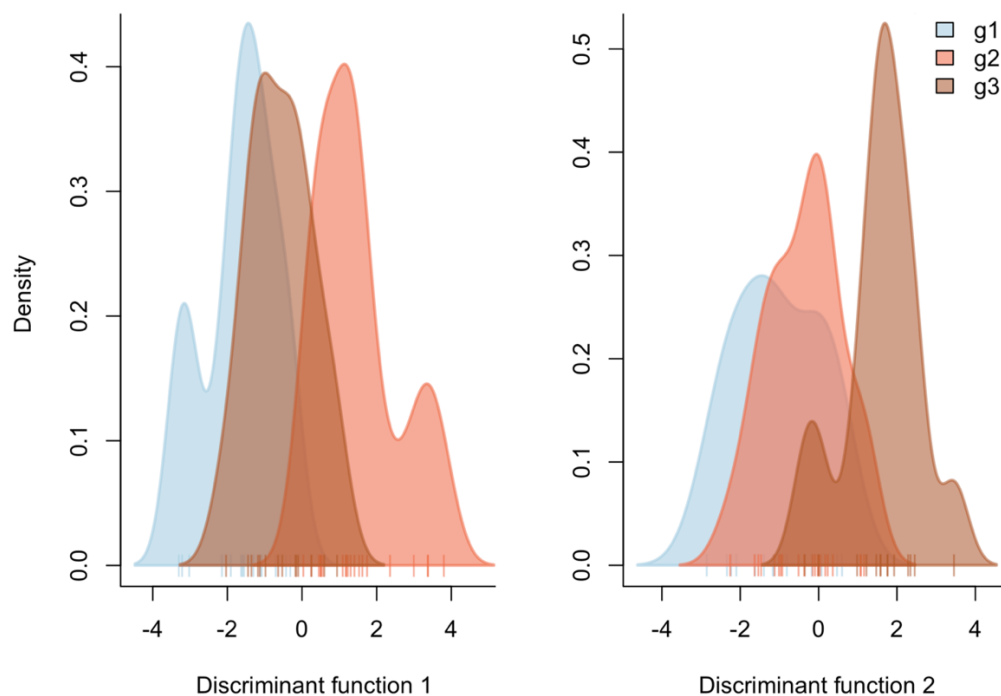 g1
g2
g3
Density
0.4
0.3
0.2
0.1
0.0
-4 -2 0 2 4
Discriminant function 1
0.5
0.4
0.3
0.2
0.1
0.0
-4 -2 0 2 4
Discriminant function 2